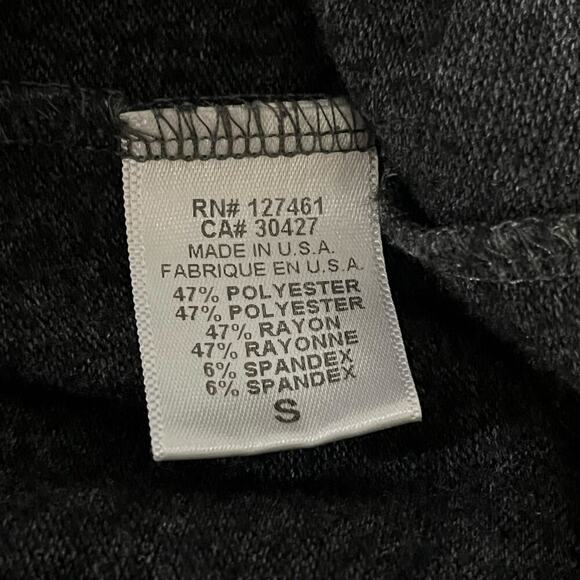 RN# 127461
CA# 30427
MADE IN U.S.A.
FABRIQUE EN U.S.A.
47% POLYESTER
47% POLYESTER
47% RAYON
47% RAYONNE
6% SPANDEX
6% SPANDEX
S